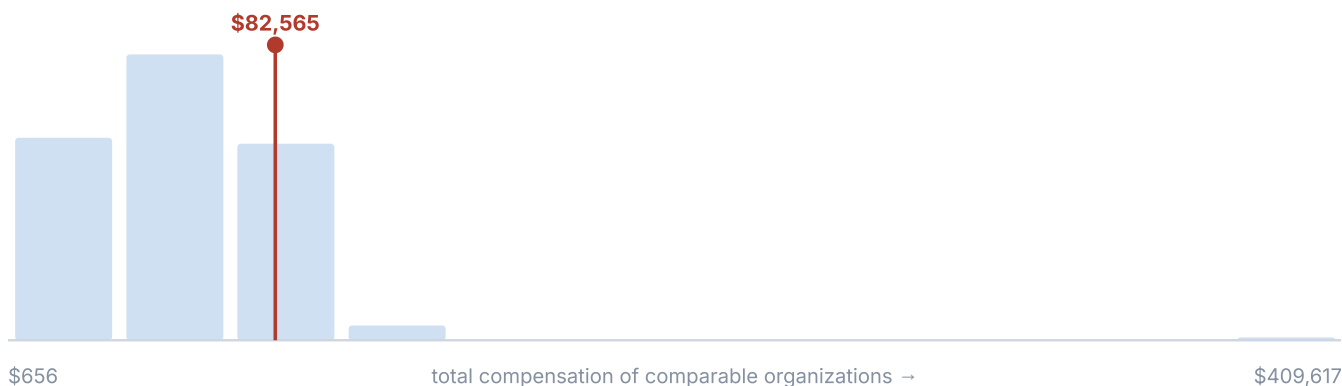 $82,565
$656 total compensation of comparable organizations → $409,617